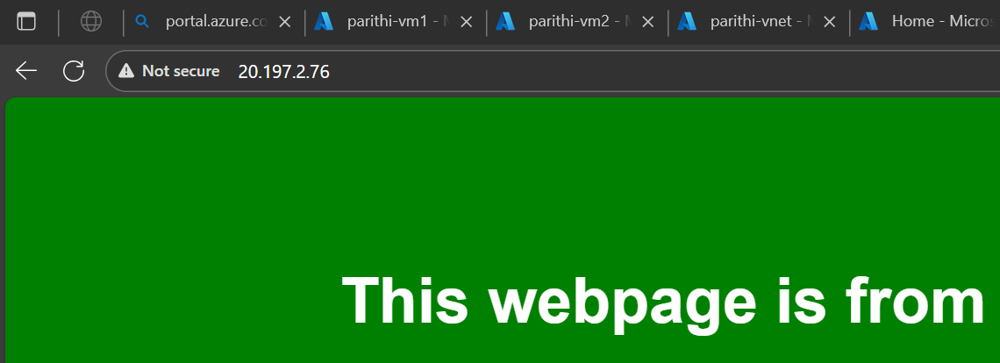 portal.azure.co
parithi-vm1 -
parithi-vm2 -
parithi-vnet -
Home - Micros
Not secure
20.197.2.76
This webpage is from